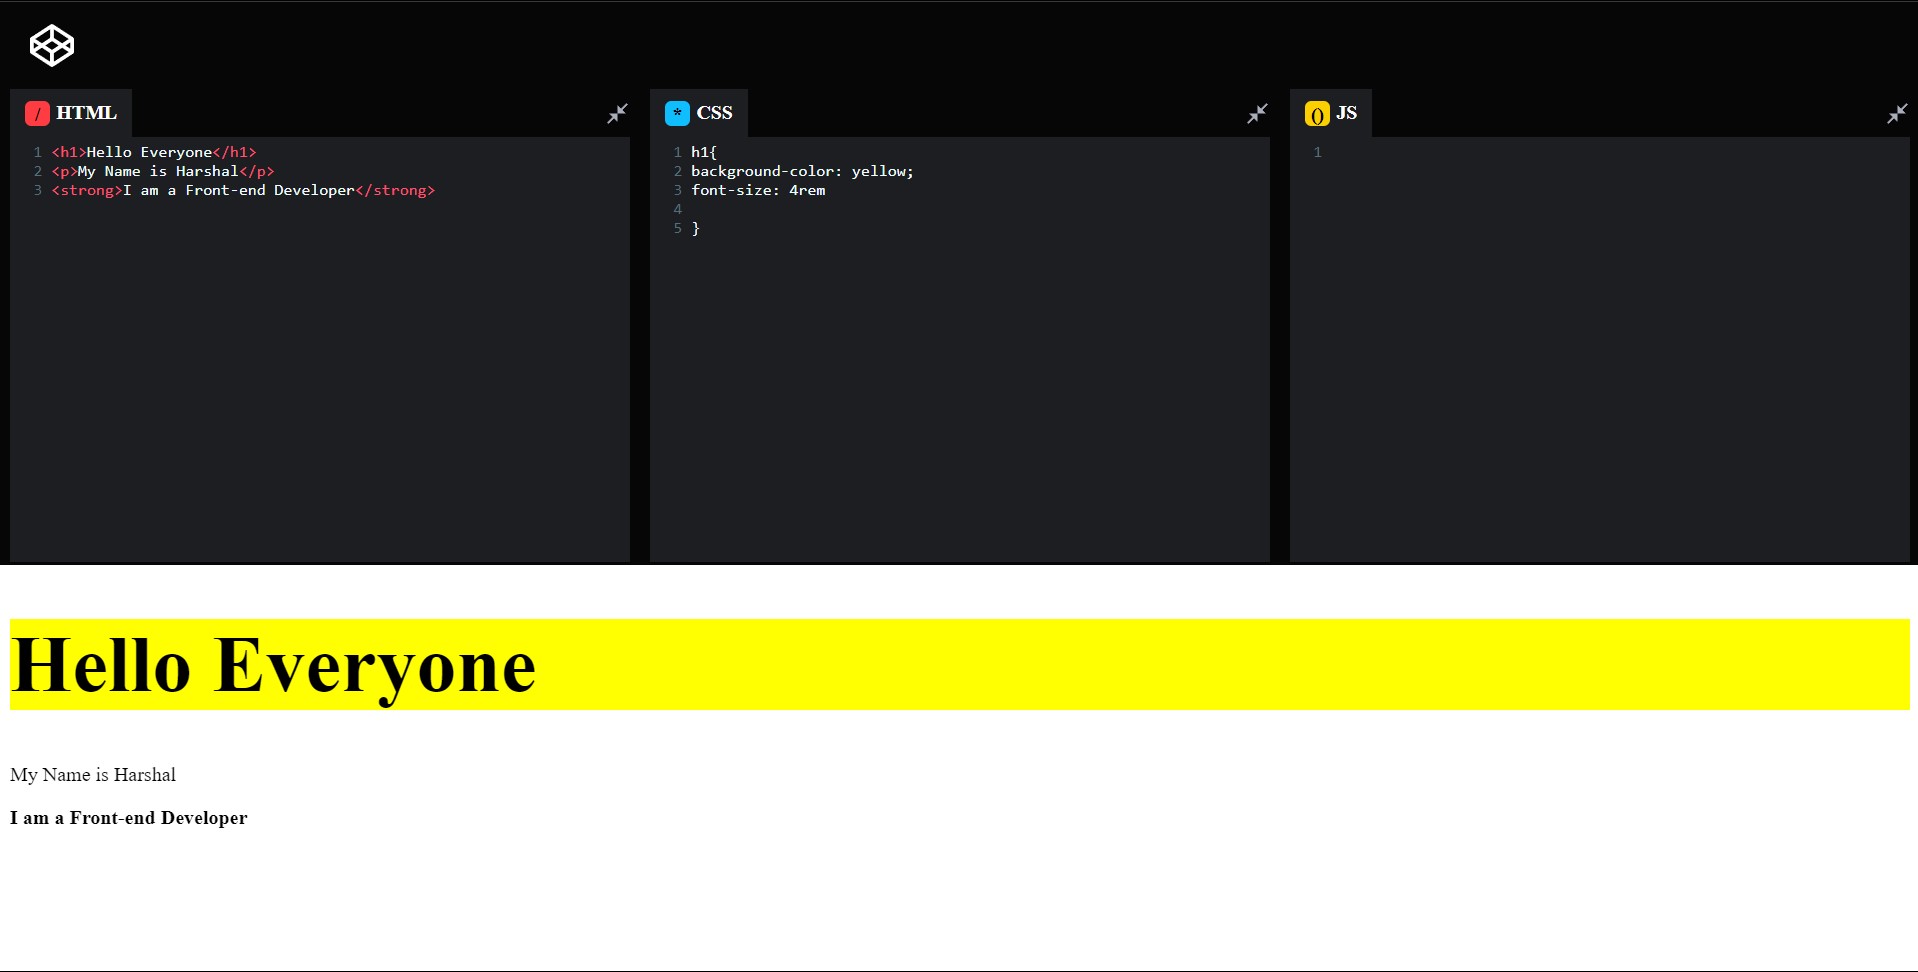 / HTML
1 <h1>Hello Everyone</h1>
2 <p>My Name is Harshal</p>
3 <strong>I am a Front-end Developer</strong>
* CSS
1 h1{
2 background-color: yellow;
3 font-size: 4rem
4
5 }
() JS
1
Hello Everyone
My Name is Harshal
I am a Front-end Developer